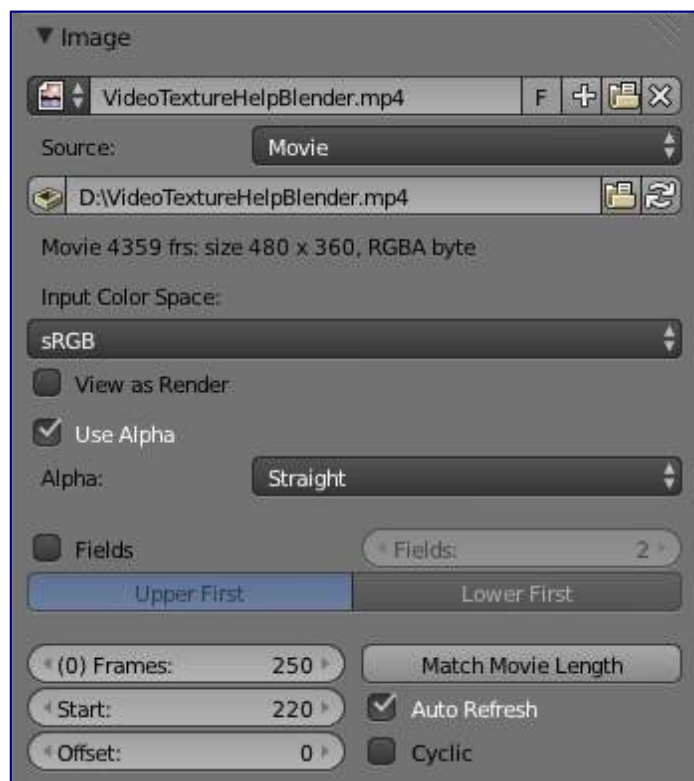 Image
VideoTextureHelpBlender.mp4 F
Source: Movie
D:\VideoTextureHelpBlender.mp4
Movie 4359 frs: size 480 x 360, RGBA byte
Input Color Space:
sRGB
View as Render
Use Alpha
Alpha: Straight
Fields Fields: 2
Upper First Lower First
(0) Frames: 250 Match Movie Length
Start: 220 Auto Refresh
Offset: 0 Cyclic